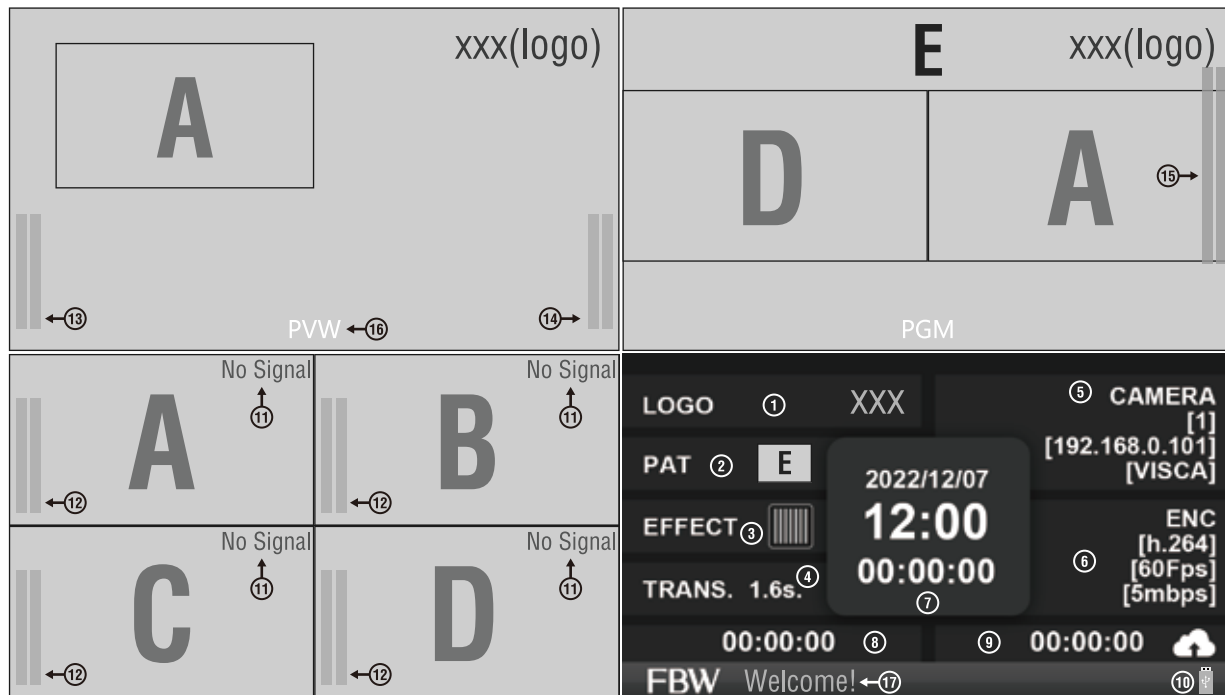 xxx(logo)
A
⑬
⑭
PVW ⑯
E xxx(logo)
D A
⑮
PGM
No Signal
A
⑪
⑫
No Signal
B
⑪
⑫
No Signal
C
⑪
⑫
No Signal
D
⑪
⑫
LOGO ① XXX
PAT ② E
EFFECT ③
TRANS. 1.6s. ④
2022/12/07
12:00
00:00:00
⑦
⑤ CAMERA
[1]
[192.168.0.101]
[VISCA]
ENC
[h.264]
⑥ [60Fps]
[5mbps]
00:00:00 ⑧
⑨ 00:00:00
FBW Welcome! ⑰
⑩